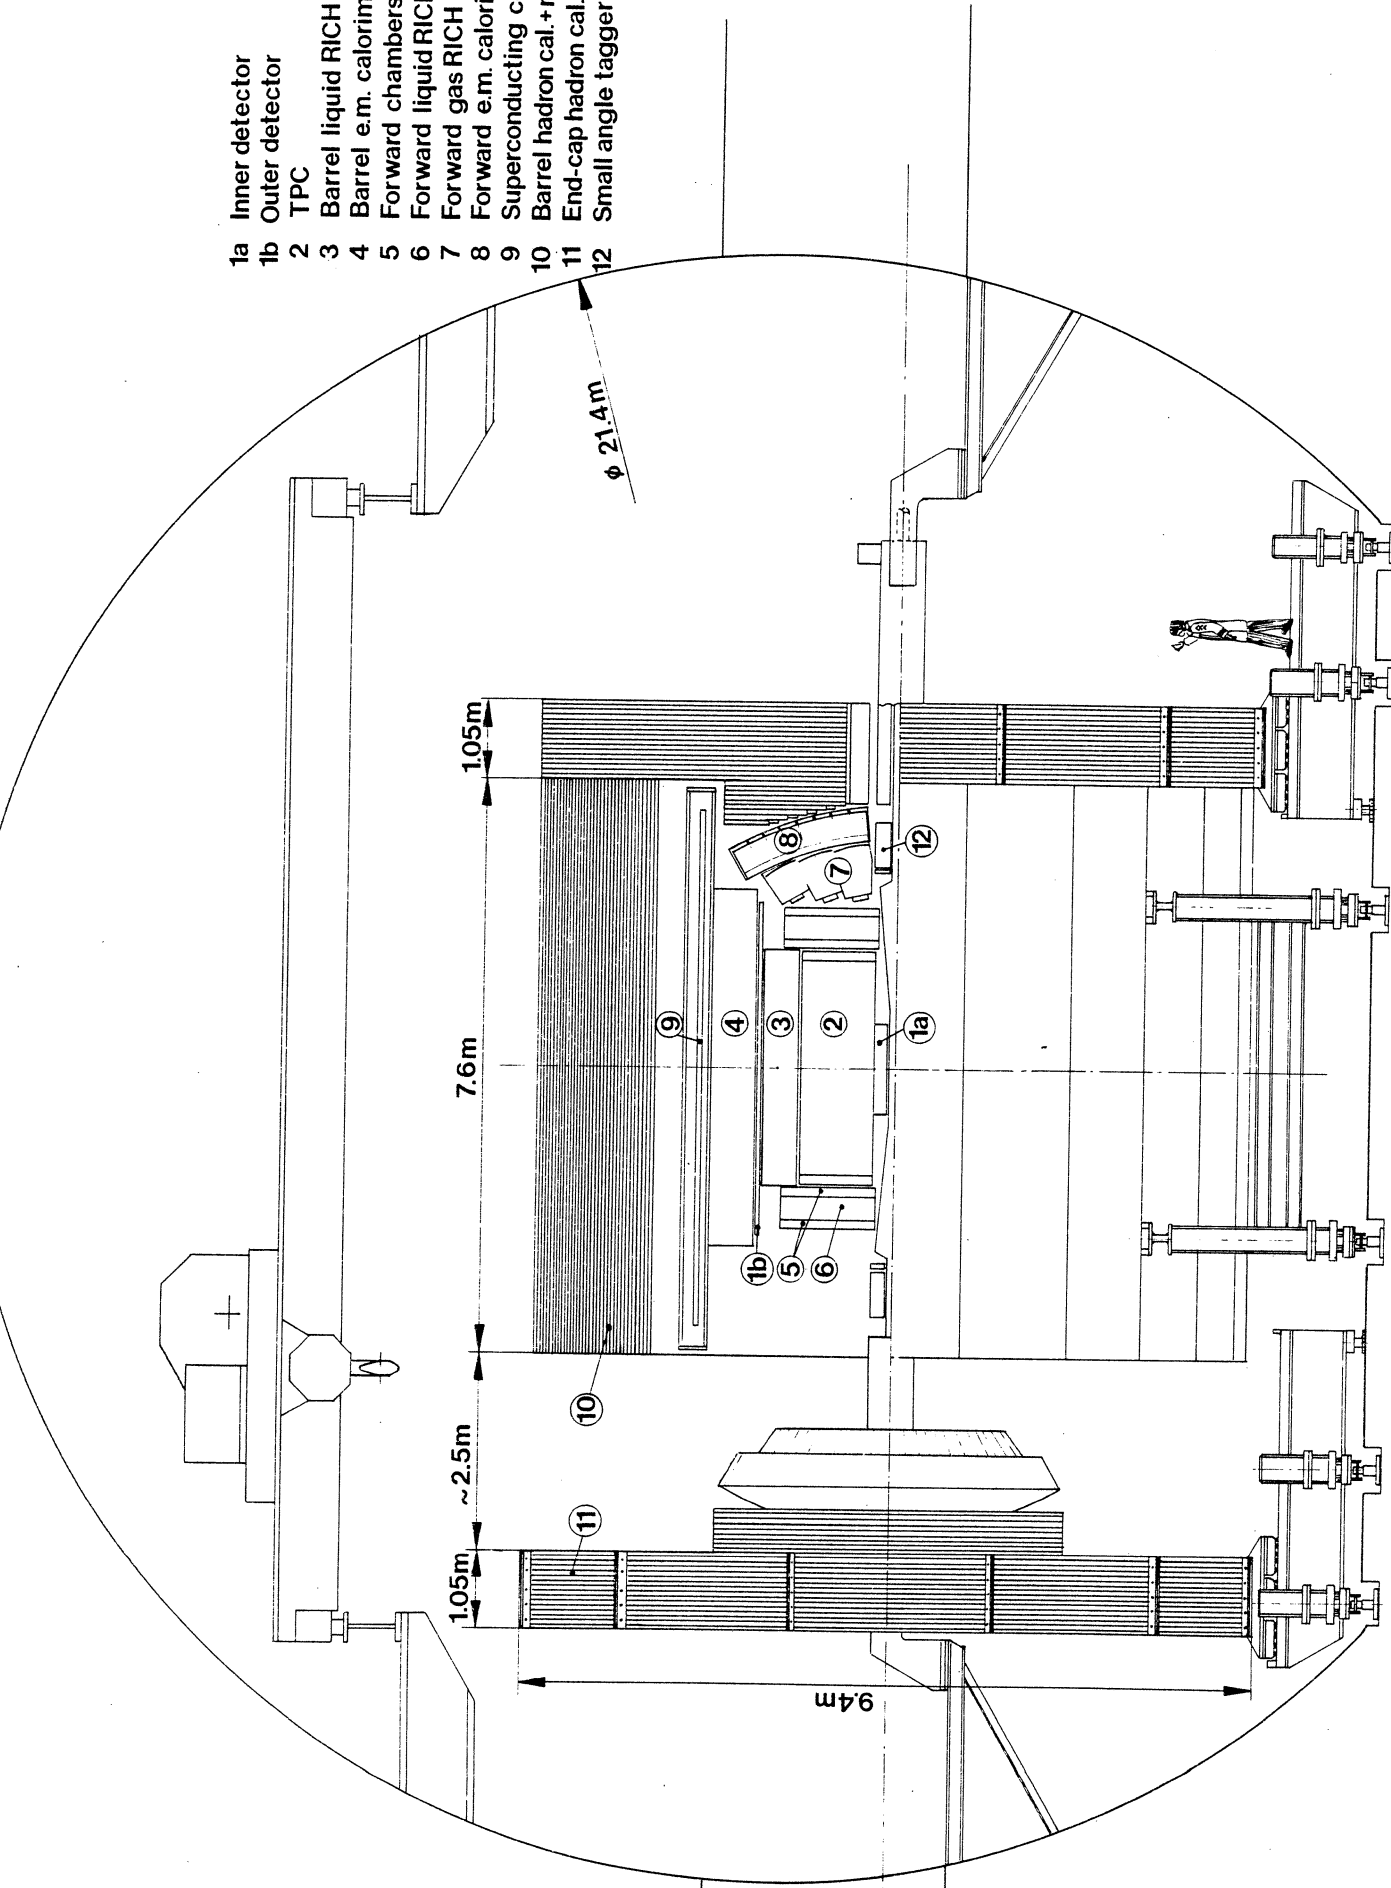 1a Inner detector
1b Outer detector
2 TPC
3 Barrel liquid RICH
4 Barrel e.m. calorim
5 Forward chambers
6 Forward liquid RICH
7 Forward gas RICH
8 Forward e.m. calori
9 Superconducting c
10 Barrel hadron cal.+
11 End-cap hadron cal.
12 Small angle tagger
ϕ 21.4m
1.05m
~2.5m
7.6m
1.05m
9.4m
11
10
9
4
1b
3
8
5
2
6
7
1a
12